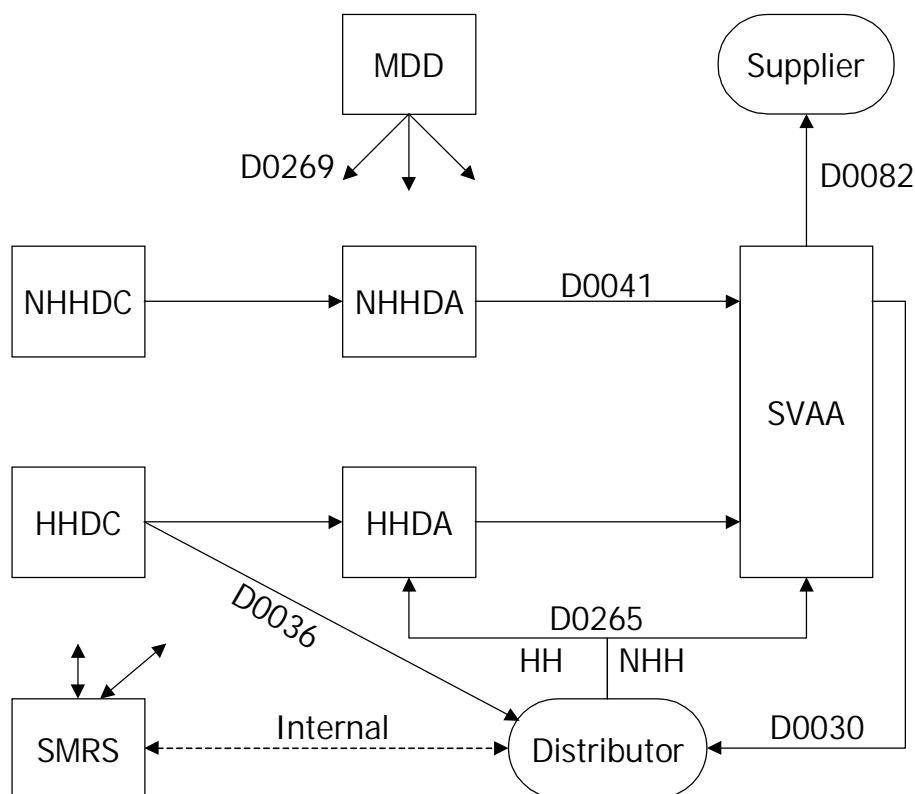 MDD
Supplier
D0269
D0082
NHHDC
NHHDA
D0041
SVAA
HHDC
HHDA
D0036
D0265
HH
NHH
SMRS
Internal
Distributor
D0030